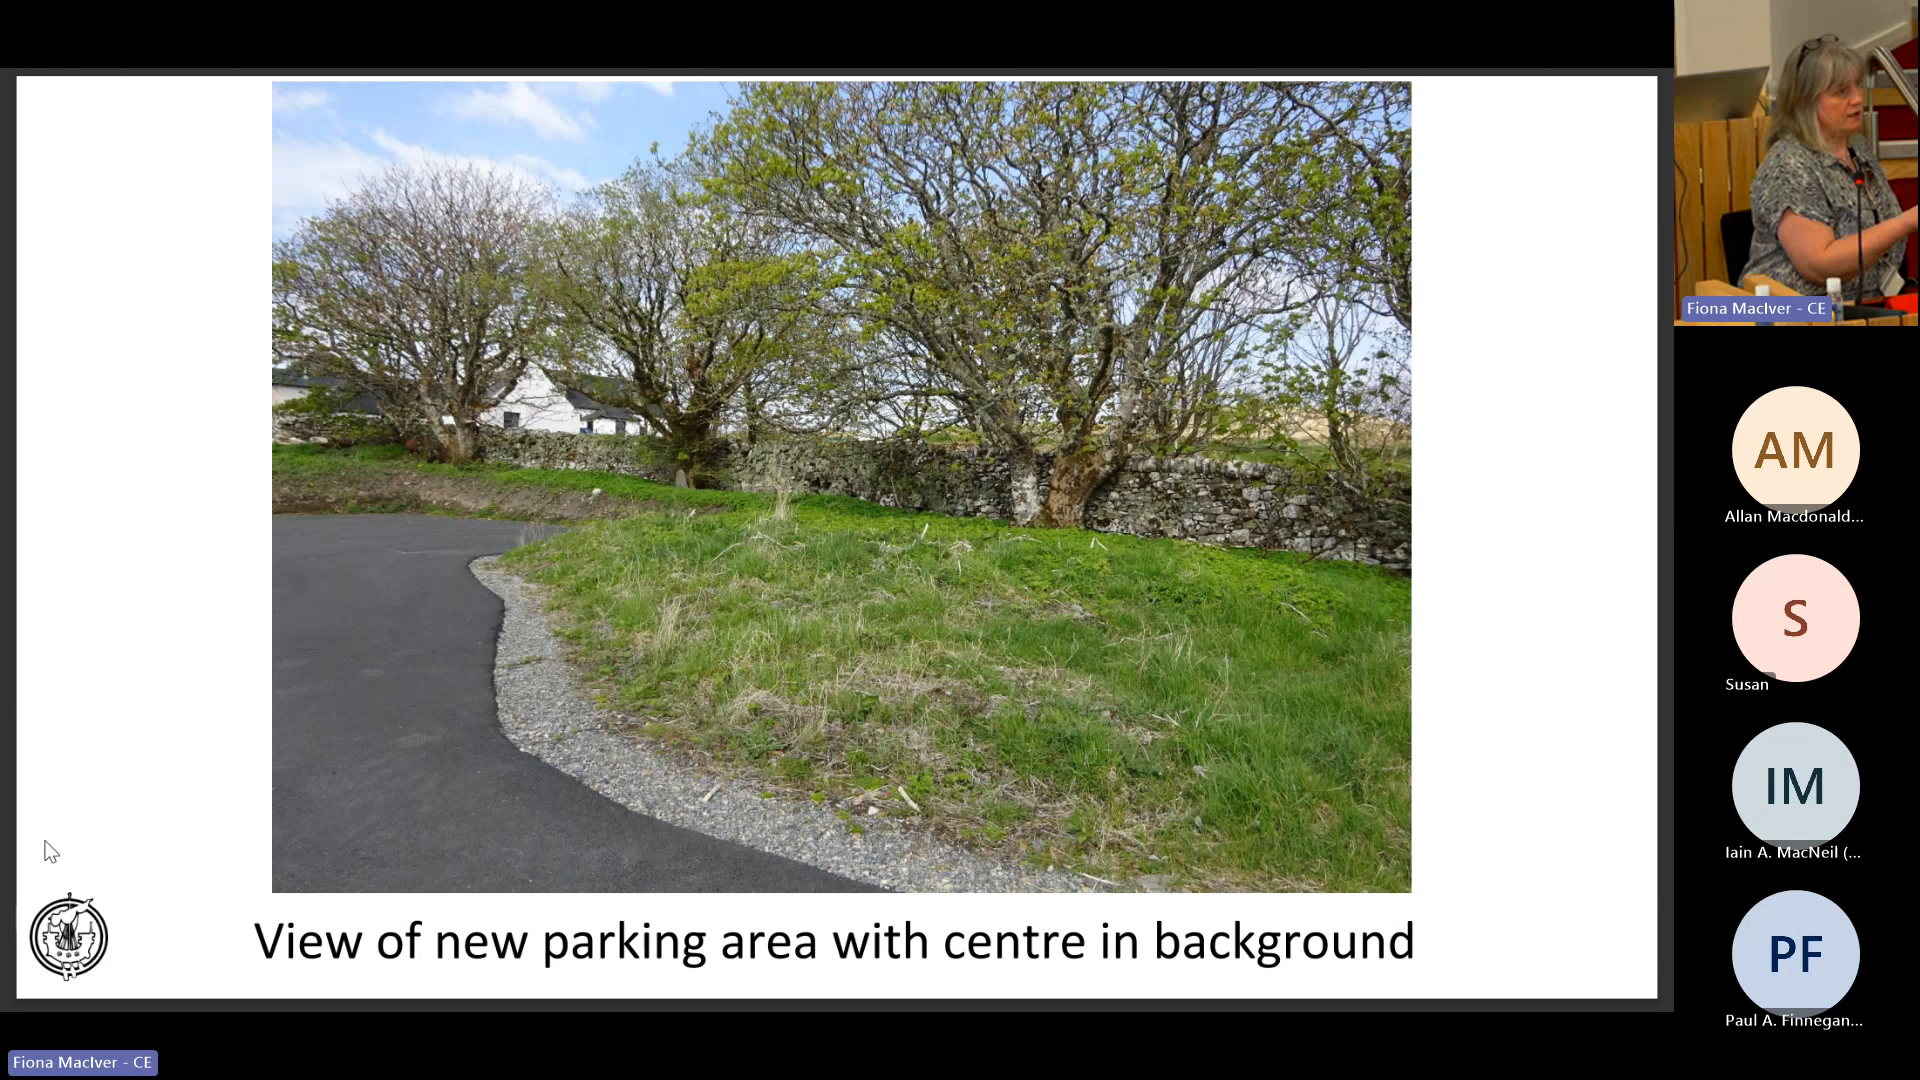 View of new parking area with centre in background
Fiona MacIver - CE
AM
Allan Macdonald...
S
Susan
IM
Iain A. MacNeil (...
PF
Paul A. Finnegan...
Fiona MacIver - CE